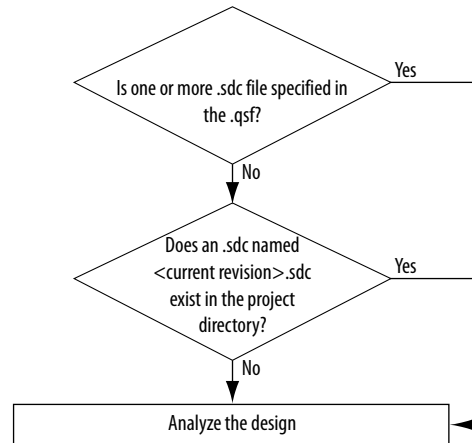 Is one or more .sdc file specified in
the .qsf?
Yes
No
Does an .sdc named
<current revision>.sdc
exist in the project
directory?
Yes
No
Analyze the design